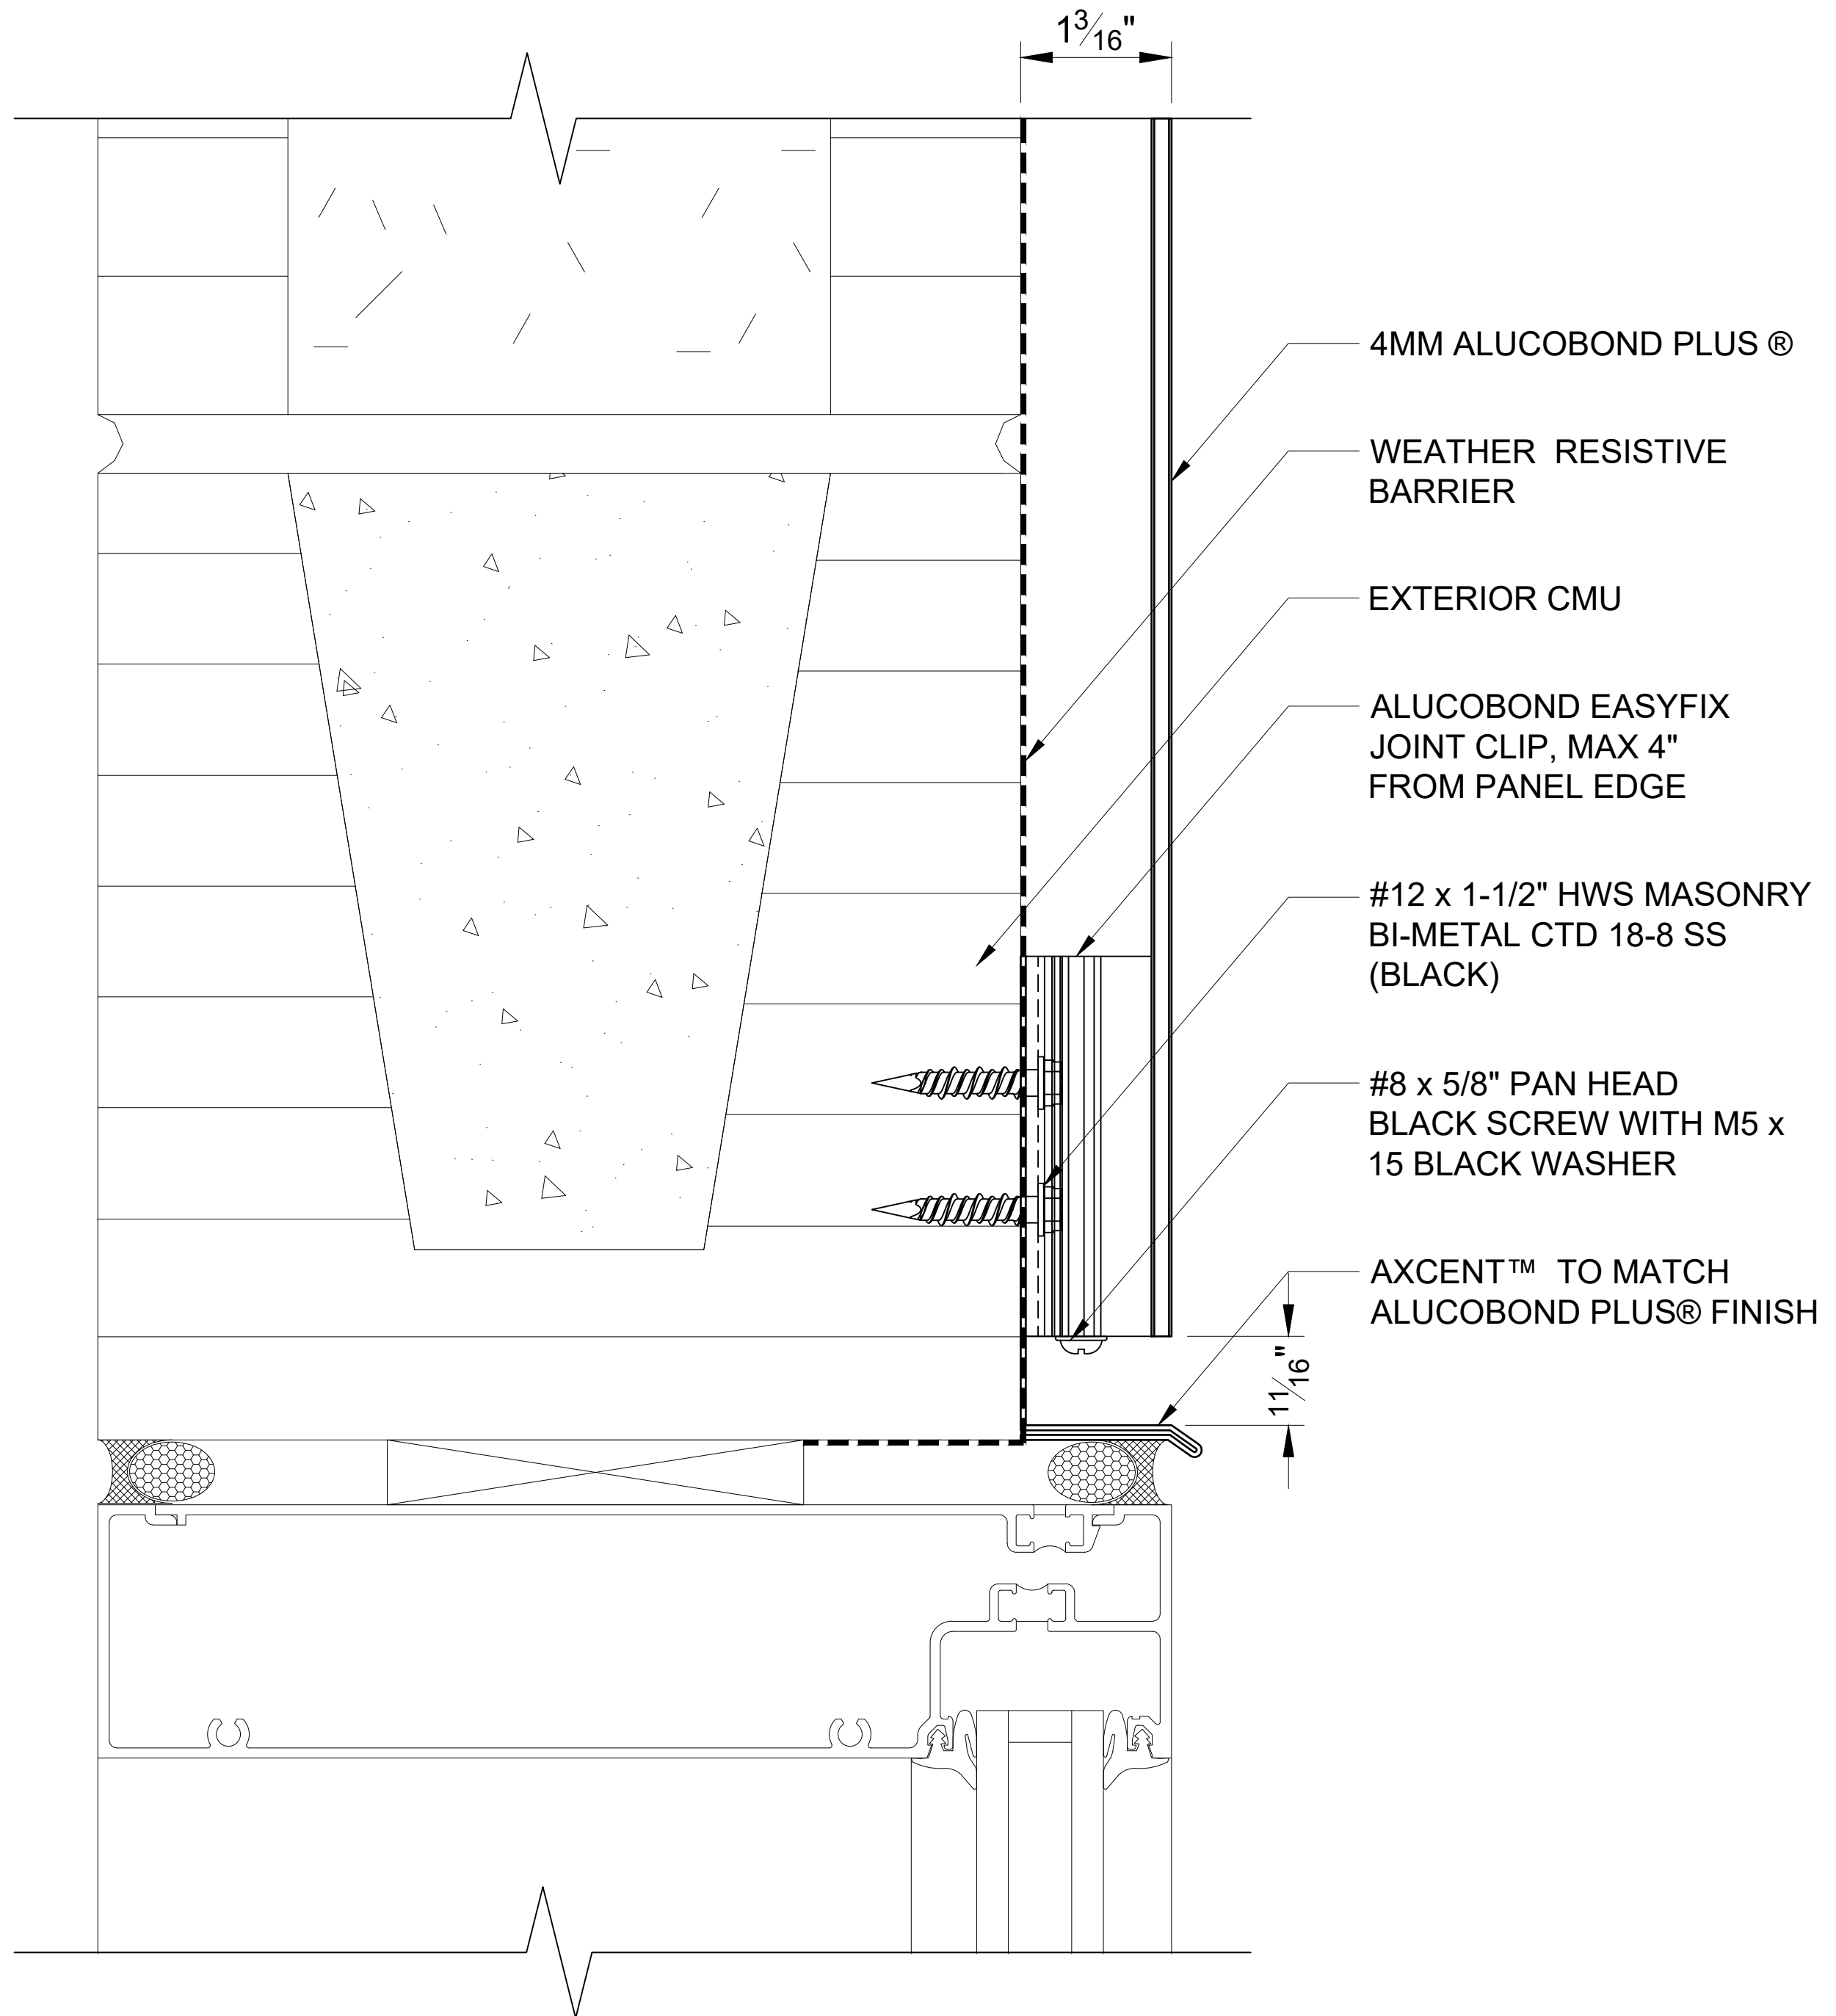 1 3/16"
4MM ALUCOBOND PLUS ®
WEATHER RESISTIVE
BARRIER
EXTERIOR CMU
ALUCOBOND EASYFIX
JOINT CLIP, MAX 4"
FROM PANEL EDGE
#12 x 1-1/2" HWS MASONRY
BI-METAL CTD 18-8 SS
(BLACK)
#8 x 5/8" PAN HEAD
BLACK SCREW WITH M5 x
15 BLACK WASHER
AXCENT™ TO MATCH
ALUCOBOND PLUS® FINISH
11/16"